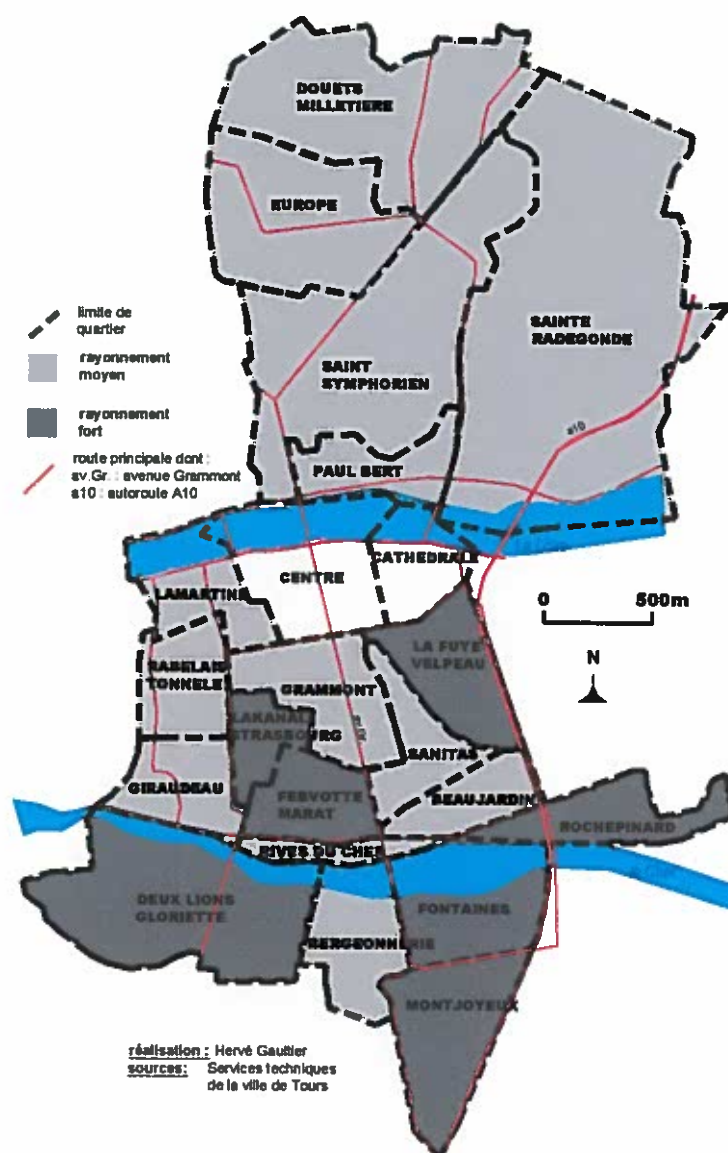 DOUETS
MILLETIERE
EUROPE
SAINTE
RADEGONDE
SAINT
SYMPHORIEN
PAUL BERT
limite de
quartier
rayonnement
moyen
rayonnement
fort
route principale dont :
av.Gr. : avenue Grammont
a10 : autoroute A10
a10
CATHEDRALE
CENTRE
LAMARTINE
0 500m
N
LA FUYE
VELPEAU
RABELAIS
TONNELE
GRAMMONT
LAKANAL
STRASBOURG
SANITAS
GIRAUDEAU
FEBVOTTE
MARAT
BEAUJARDIN
ROCHEPINARD
RIVES DU CHER
DEUX LIONS
GLORIETTE
FONTAINES
BERGEONNERIE
MONTJOYEUX
réalisation : Hervé Gaultier
sources: Services techniques
de la ville de Tours